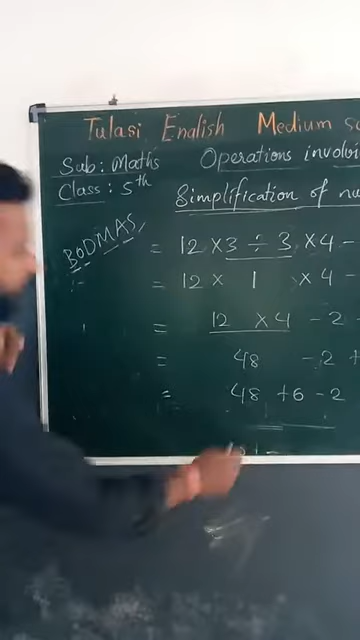 Tulasi English Medium
Sub: Maths Operations
Class: 5th Simplification of
BODMAS,
= 12 × 3 ÷ 3 × 4 -
= 12 × 1 × 4 -
= 12 × 4 - 2 -
= 48 - 2 +
= 48 + 6 - 2